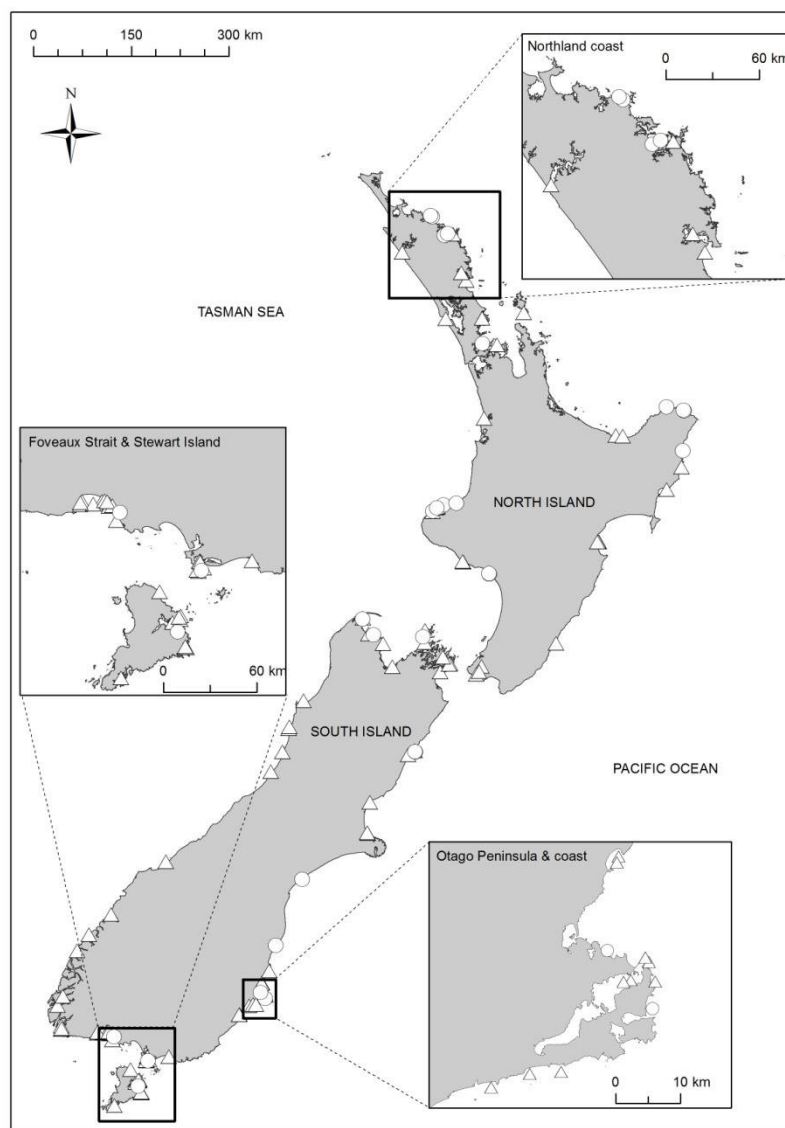 0 150 300 km
N
Northland coast
0 60 km
TASMAN SEA
Foveaux Strait & Stewart Island
0 60 km
NORTH ISLAND
SOUTH ISLAND
PACIFIC OCEAN
Otago Peninsula & coast
0 10 km